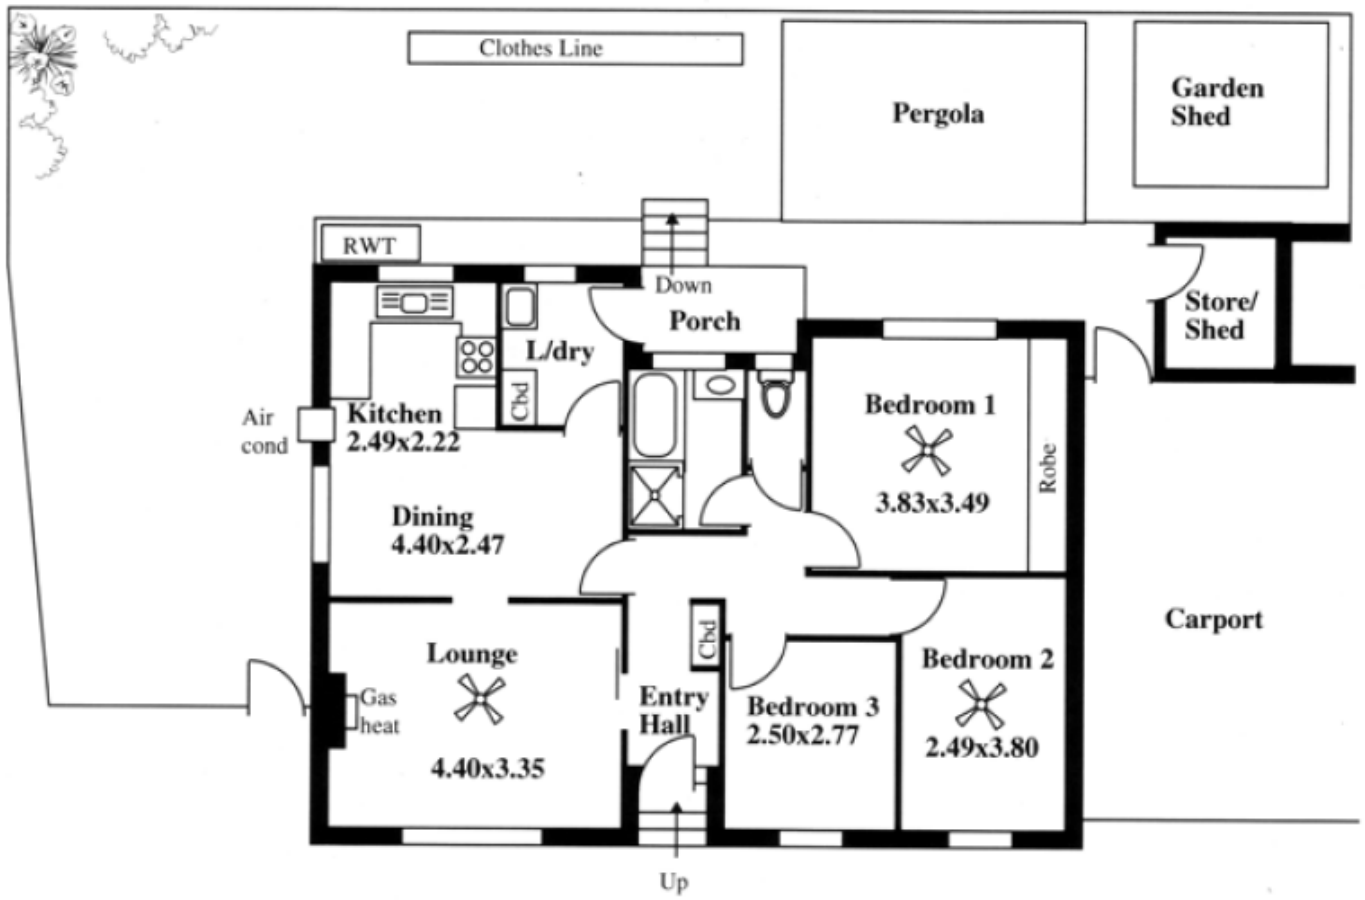 Clothes Line
Pergola
Garden
Shed
RWT
Down
Porch
Store/
Shed
L/dry
Cbd
Air
cond
Kitchen
2.49x2.22
Bedroom 1
3.83x3.49
Robe
Dining
4.40x2.47
Carport
Lounge
4.40x3.35
Gas
heat
Cbd
Entry
Hall
Bedroom 3
2.50x2.77
Bedroom 2
2.49x3.80
Up